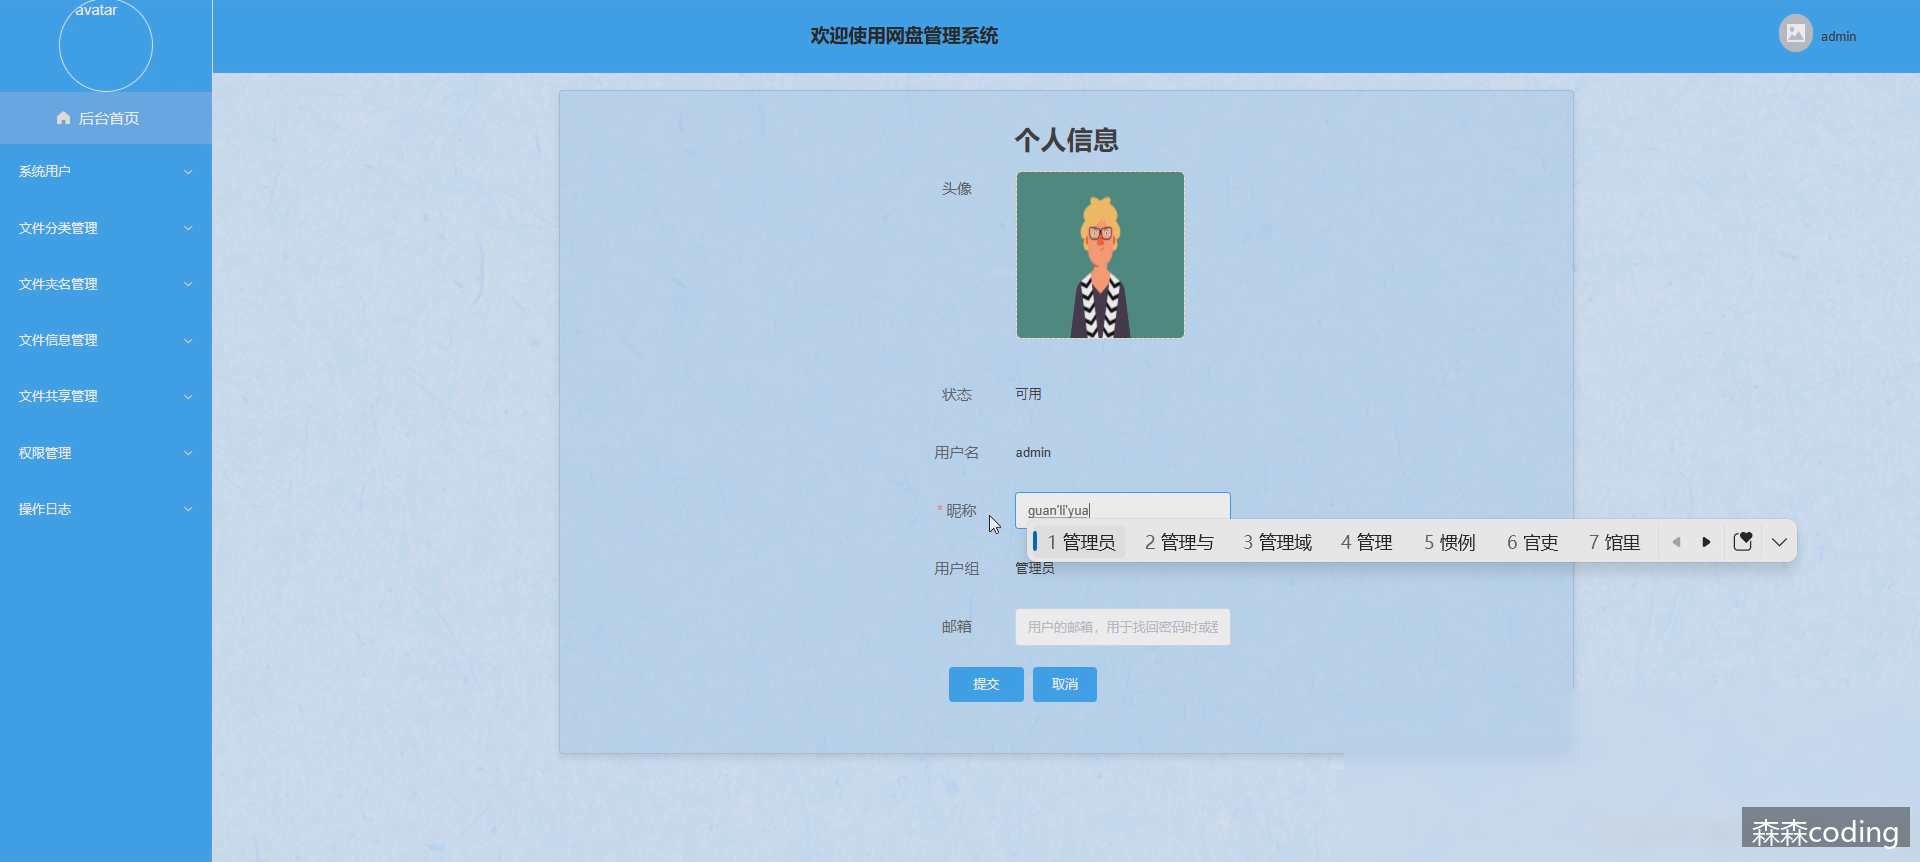 avatar
欢迎使用网盘管理系统
admin
后台首页
系统用户
文件分类管理
文件夹名管理
文件信息管理
文件共享管理
权限管理
操作日志
个人信息
头像
状态 可用
用户名 admin
* 昵称 guan'li'yua
1 管理员 2 管理与 3 管理域 4 管理 5 惯例 6 官吏 7 馆里
用户组 管理员
邮箱 用户的邮箱，用于找回密码时或
提交 取消
森森coding